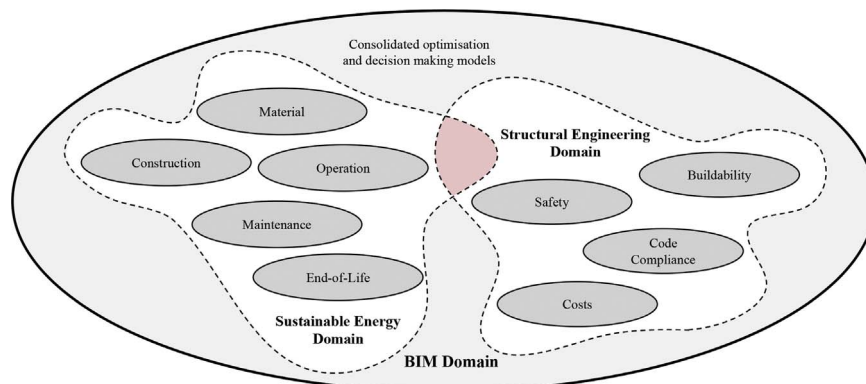 Consolidated optimisation
and decision making models
Material
Construction
Operation
Maintenance
End-of-Life
Sustainable Energy
Domain
Structural Engineering
Domain
Buildability
Safety
Code
Compliance
Costs
BIM Domain